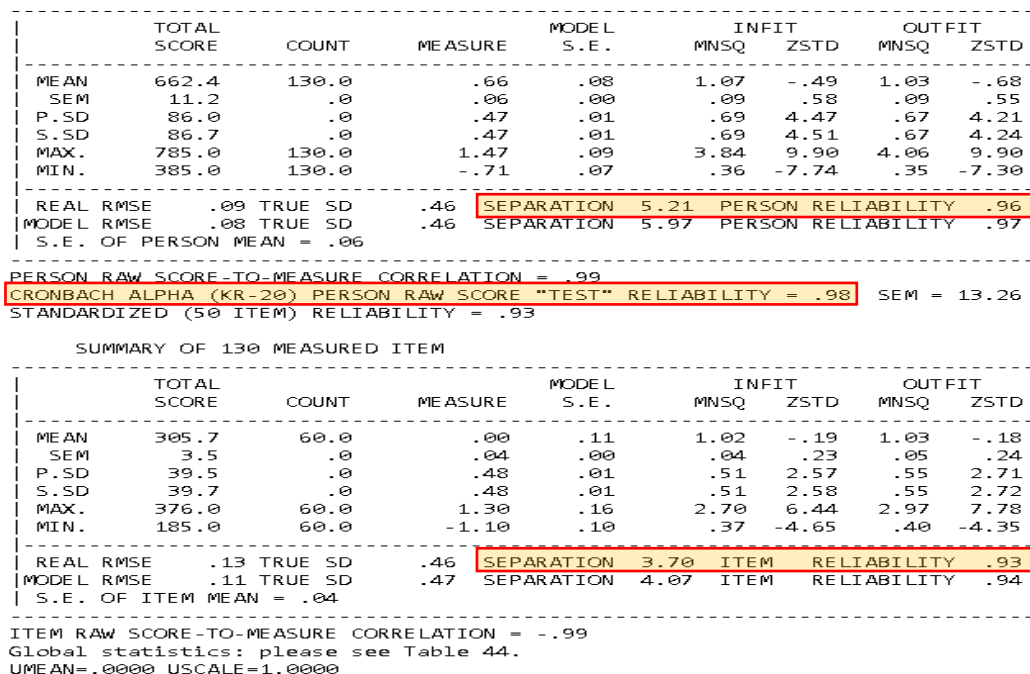 TOTAL MODEL INFIT OUTFIT
SCORE COUNT MEASURE S.E. MNSQ ZSTD MNSQ ZSTD
MEAN 662.4 130.0 .66 .08 1.07 -.49 1.03 -.68
SEM 11.2 .0 .06 .00 .09 .58 .09 .55
P.SD 86.0 .0 .47 .01 .69 4.47 .67 4.21
S.SD 86.7 .0 .47 .01 .69 4.51 .67 4.24
MAX. 785.0 130.0 1.47 .09 3.84 9.90 4.06 9.90
MIN. 385.0 130.0 -.71 .07 .36 -7.74 .35 -7.30
REAL RMSE .09 TRUE SD .46 SEPARATION 5.21 PERSON RELIABILITY .96
MODEL RMSE .08 TRUE SD .46 SEPARATION 5.97 PERSON RELIABILITY .97
S.E. OF PERSON MEAN = .06
PERSON RAW SCORE-TO-MEASURE CORRELATION = .99
CRONBACH ALPHA (KR-20) PERSON RAW SCORE "TEST" RELIABILITY = .98 SEM = 13.26
STANDARDIZED (50 ITEM) RELIABILITY = .93
SUMMARY OF 130 MEASURED ITEM
TOTAL MODEL INFIT OUTFIT
SCORE COUNT MEASURE S.E. MNSQ ZSTD MNSQ ZSTD
MEAN 305.7 60.0 .00 .11 1.02 -.19 1.03 -.18
SEM 3.5 .0 .04 .00 .04 .23 .05 .24
P.SD 39.5 .0 .48 .01 .51 2.57 .55 2.71
S.SD 39.7 .0 .48 .01 .51 2.58 .55 2.72
MAX. 376.0 60.0 1.30 .16 2.70 6.44 2.97 7.78
MIN. 185.0 60.0 -1.10 .10 .37 -4.65 .40 -4.35
REAL RMSE .13 TRUE SD .46 SEPARATION 3.70 ITEM RELIABILITY .93
MODEL RMSE .11 TRUE SD .47 SEPARATION 4.07 ITEM RELIABILITY .94
S.E. OF ITEM MEAN = .04
ITEM RAW SCORE-TO-MEASURE CORRELATION = -.99
Global statistics: please see Table 44.
UMEAN=.0000 USCALE=1.0000